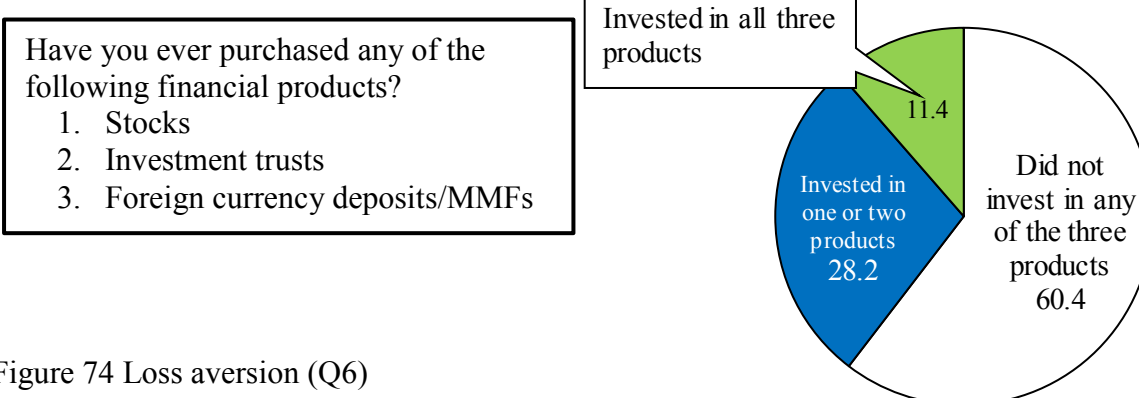 Have you ever purchased any of the
following financial products?
1. Stocks
2. Investment trusts
3. Foreign currency deposits/MMFs
Invested in all three
products
11.4
Invested in
one or two
products
28.2
Did not
invest in any
of the three
products
60.4
Figure 74 Loss aversion (Q6)